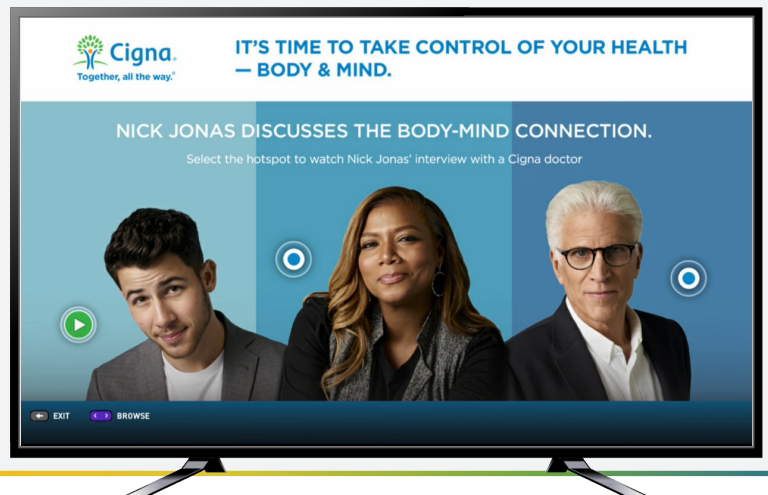 Cigna®
Together, all the way.®
IT'S TIME TO TAKE CONTROL OF YOUR HEALTH
— BODY & MIND.
NICK JONAS DISCUSSES THE BODY-MIND CONNECTION.
Select the hotspot to watch Nick Jonas' interview with a Cigna doctor
EXIT
BROWSE